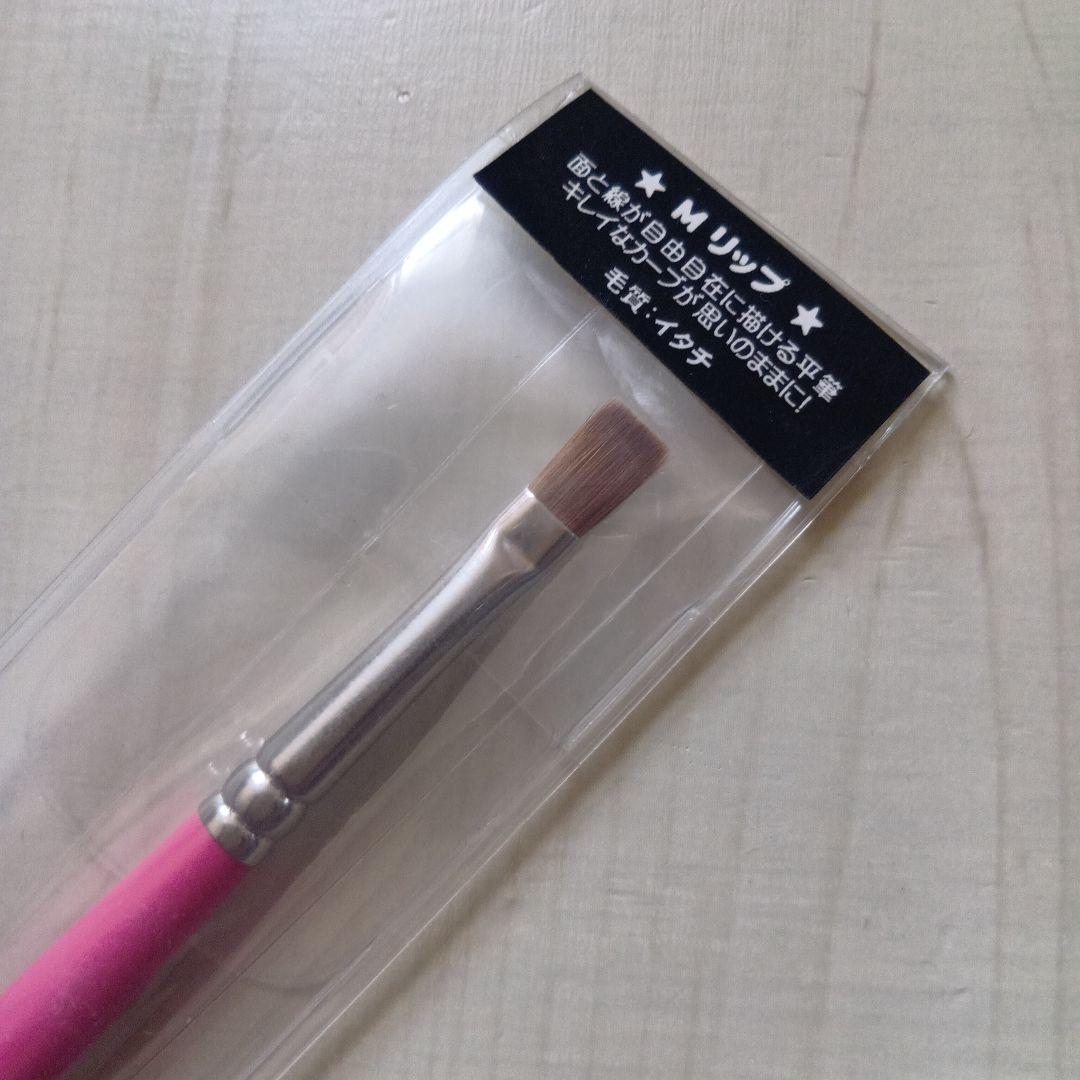 ★ M リップ ★
面と線が自由自在に描ける平筆
キレイなカーブが思いのままに!
毛質:イタチ